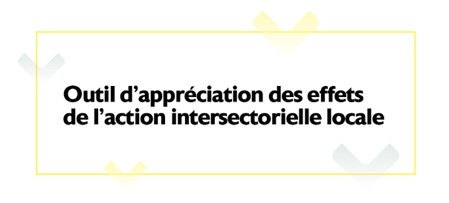 Outil d’appréciation des effets
de l’action intersectorielle locale